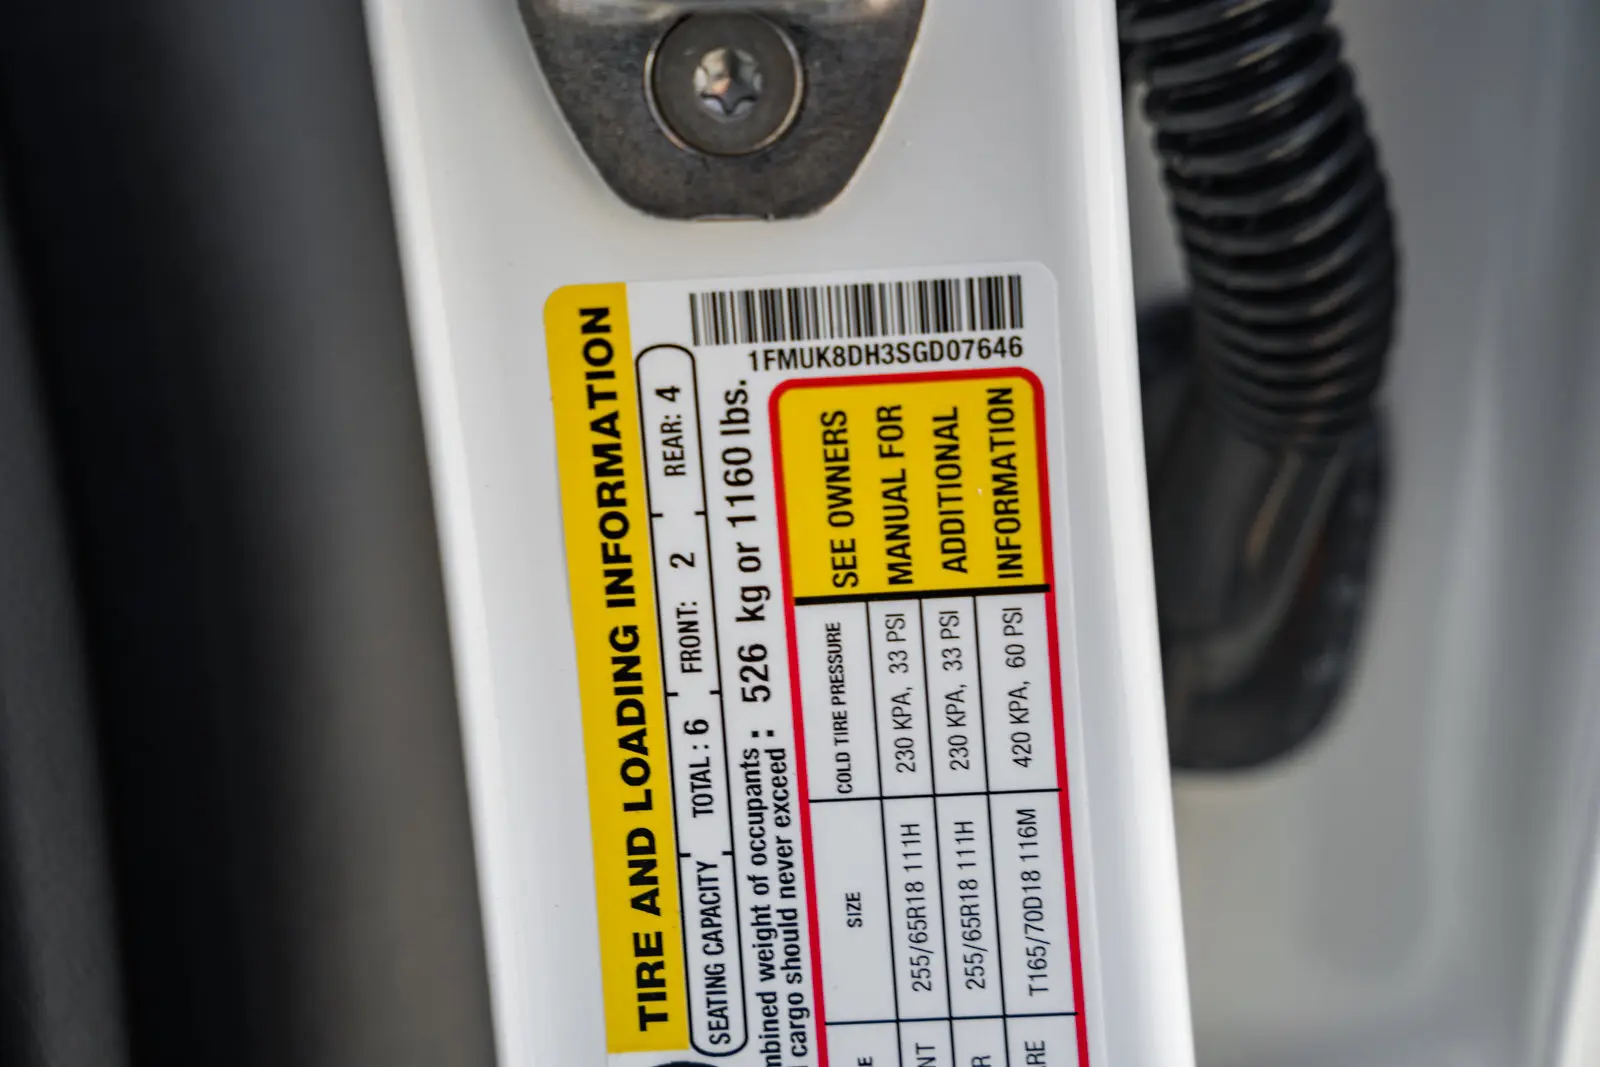 1FMUK8DH3SGD07646
TIRE AND LOADING INFORMATION
SEATING CAPACITY TOTAL : 6 FRONT: 2 REAR: 4
weight of occupants : 526 kg or 1160 lbs.
cargo should never exceed :
SIZE COLD TIRE PRESSURE
255/65R18 111H 230 KPA, 33 PSI
255/65R18 111H 230 KPA, 33 PSI
T165/70D18 116M 420 KPA, 60 PSI
SEE OWNERS
MANUAL FOR
ADDITIONAL
INFORMATION